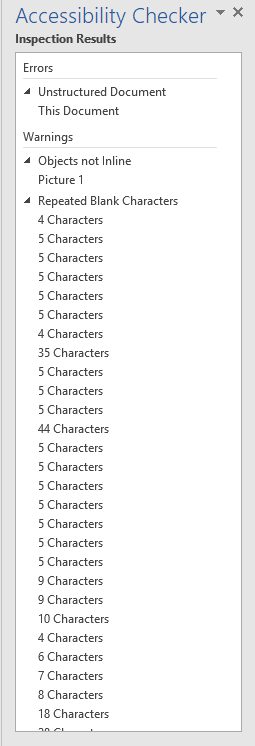 Accessibility Checker
Inspection Results
Errors
Unstructured Document
This Document
Warnings
Objects not Inline
Picture 1
Repeated Blank Characters
4 Characters
5 Characters
5 Characters
5 Characters
5 Characters
5 Characters
4 Characters
35 Characters
5 Characters
5 Characters
5 Characters
44 Characters
5 Characters
5 Characters
5 Characters
5 Characters
5 Characters
5 Characters
5 Characters
9 Characters
9 Characters
10 Characters
4 Characters
6 Characters
7 Characters
8 Characters
18 Characters